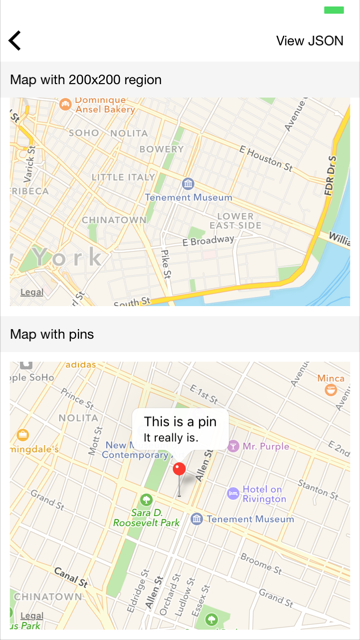 View JSON
Map with 200x200 region
Dominique
Ansel Bakery
Avenue
SOHO
NOLITA
BOWERY
E Houston St
Varick St
FDR Dr S
LITTLE ITALY
RIBECA
Tenement Museum
CHINATOWN
LOWER
EAST SIDE
E Broadway
Willia
York
Pike St
Legal
South St
Map with pins
adidas
ple SoHo
Prince St
E 1st St
Avenue
Minca
NOLITA
This is a pin
It really is.
Mott St
New M
Contemporary
mingdale's
Mr. Purple
E 2nd
Allen St
Stanton St
Grand St
Hotel on
Rivington
Sara D.
Roosevelt Park
Tenement Museum
Broome St
Canal St
Eldridge St
Allen St
Orchard St
Ludlow St
Essex St
CHINATOWN
Legal
us Park